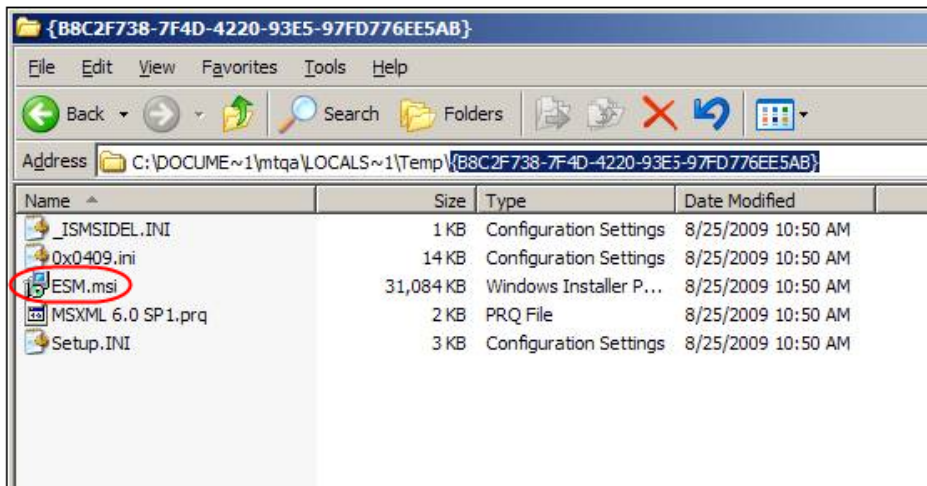 {B8C2F738-7F4D-4220-93E5-97FD776EE5AB}
File Edit View Favorites Tools Help
Back Search Folders
Address C:\DOCUME~1\mtqa\LOCALS~1\Temp\{B8C2F738-7F4D-4220-93E5-97FD776EE5AB}
Name Size Type Date Modified
_ISMSIDEL.INI 1 KB Configuration Settings 8/25/2009 10:50 AM
0x0409.ini 14 KB Configuration Settings 8/25/2009 10:50 AM
ESM.msi 31,084 KB Windows Installer P... 8/25/2009 10:50 AM
MSXML 6.0 SP1.prq 2 KB PRQ File 8/25/2009 10:50 AM
Setup.INI 3 KB Configuration Settings 8/25/2009 10:50 AM